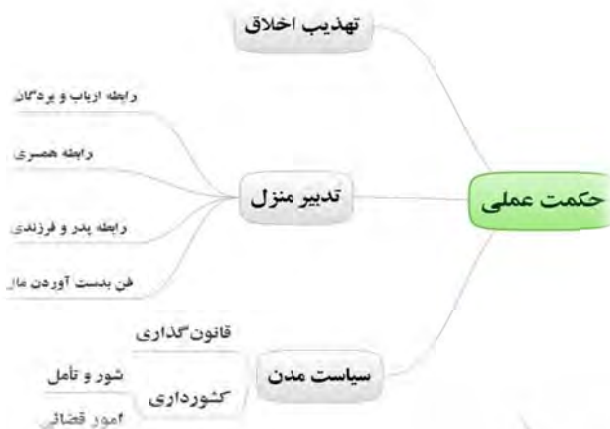 تهذیب اخلاق
حکمت عملی
تدبیر منزل
رابطه ارباب و بردگان
رابطه همسری
رابطه پدر و فرزندی
فن بدست آوردن مال
سیاست مدن
قانون‌گذاری
کشورداری
شور و تأمل
امور قضائی